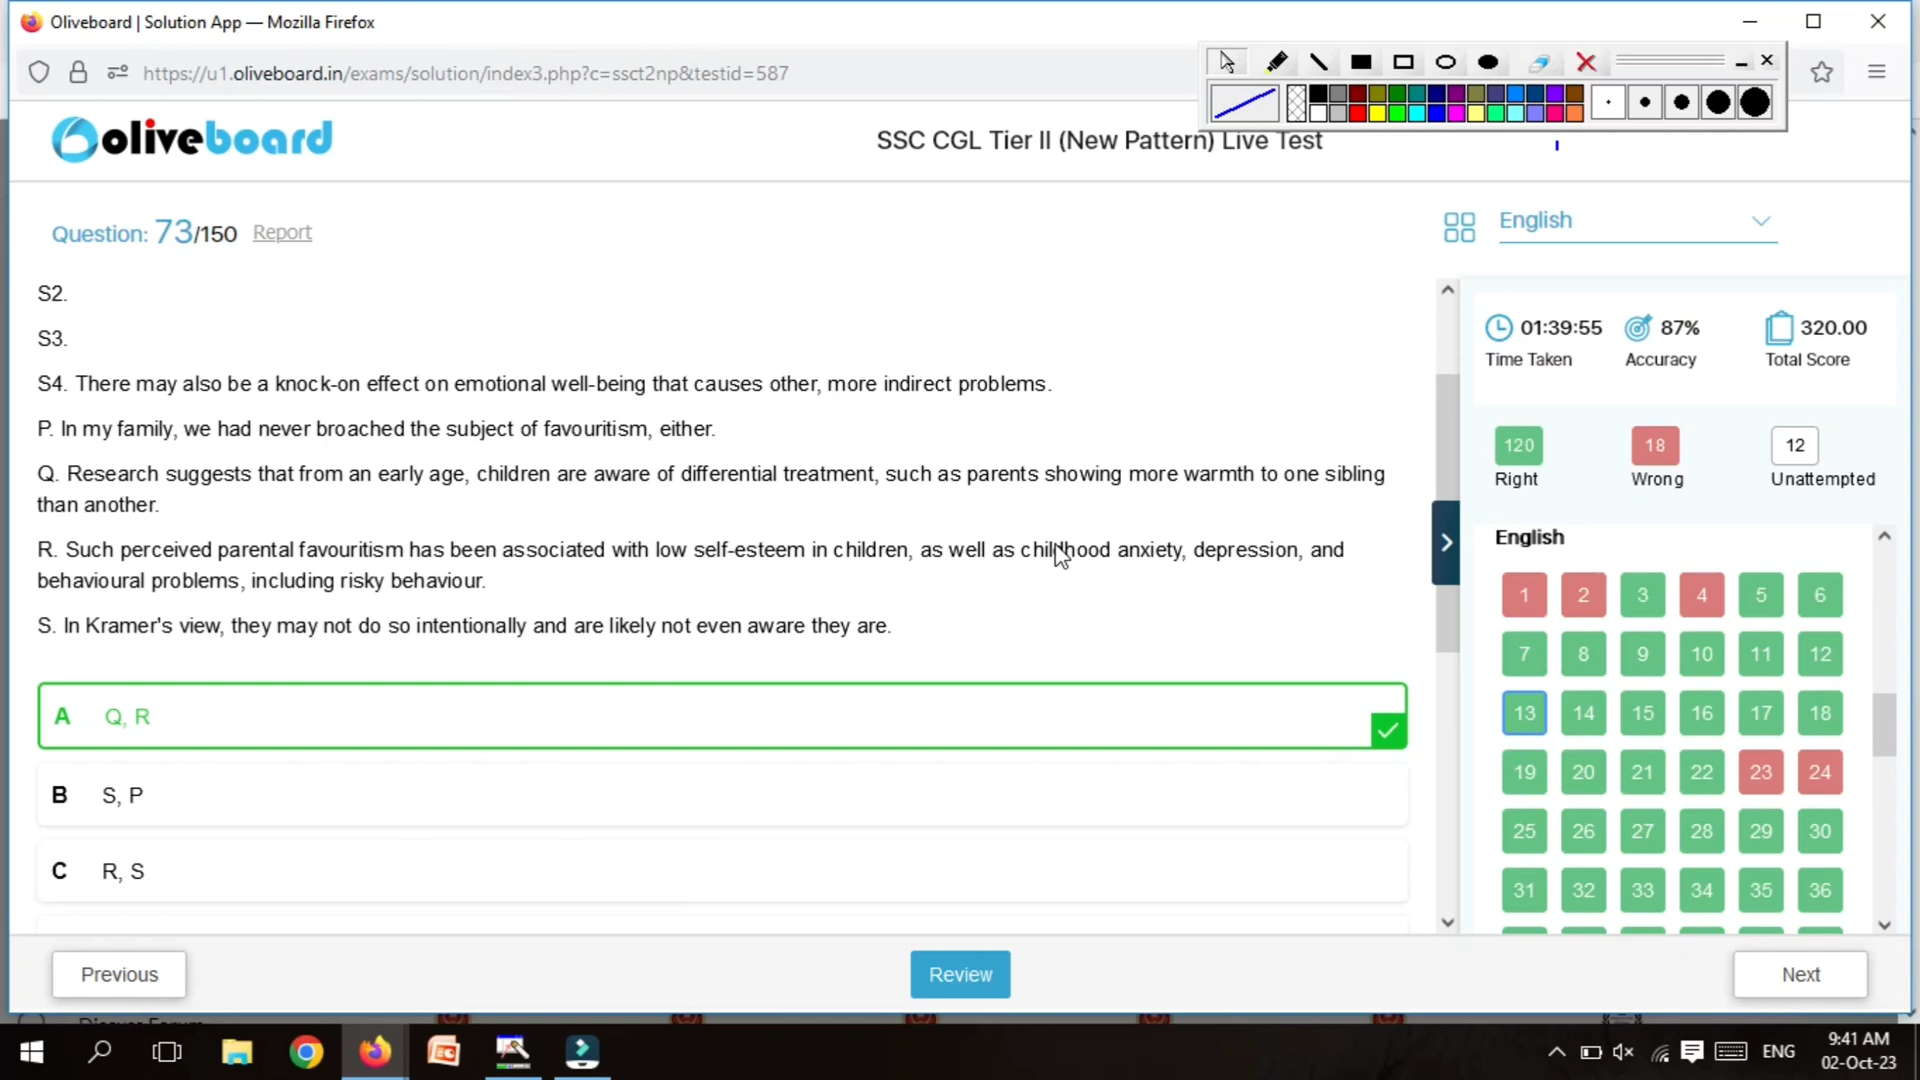 Oliveboard | Solution App — Mozilla Firefox
https://u1.oliveboard.in/exams/solution/index3.php?c=ssct2np&testid=587
oliveboard
SSC CGL Tier II (New Pattern) Live Test
Question: 73/150 Report
English
S2.
S3.
S4. There may also be a knock-on effect on emotional well-being that causes other, more indirect problems.
P. In my family, we had never broached the subject of favouritism, either.
Q. Research suggests that from an early age, children are aware of differential treatment, such as parents showing more warmth to one sibling
than another.
R. Such perceived parental favouritism has been associated with low self-esteem in children, as well as childhood anxiety, depression, and
behavioural problems, including risky behaviour.
S. In Kramer's view, they may not do so intentionally and are likely not even aware they are.
A Q, R
B S, P
C R, S
01:39:55 87% 320.00
Time Taken Accuracy Total Score
120 18 12
Right Wrong Unattempted
English
1 2 3 4 5 6
7 8 9 10 11 12
13 14 15 16 17 18
19 20 21 22 23 24
25 26 27 28 29 30
31 32 33 34 35 36
Previous
Review
Next
ENG
9:41 AM
02-Oct-23